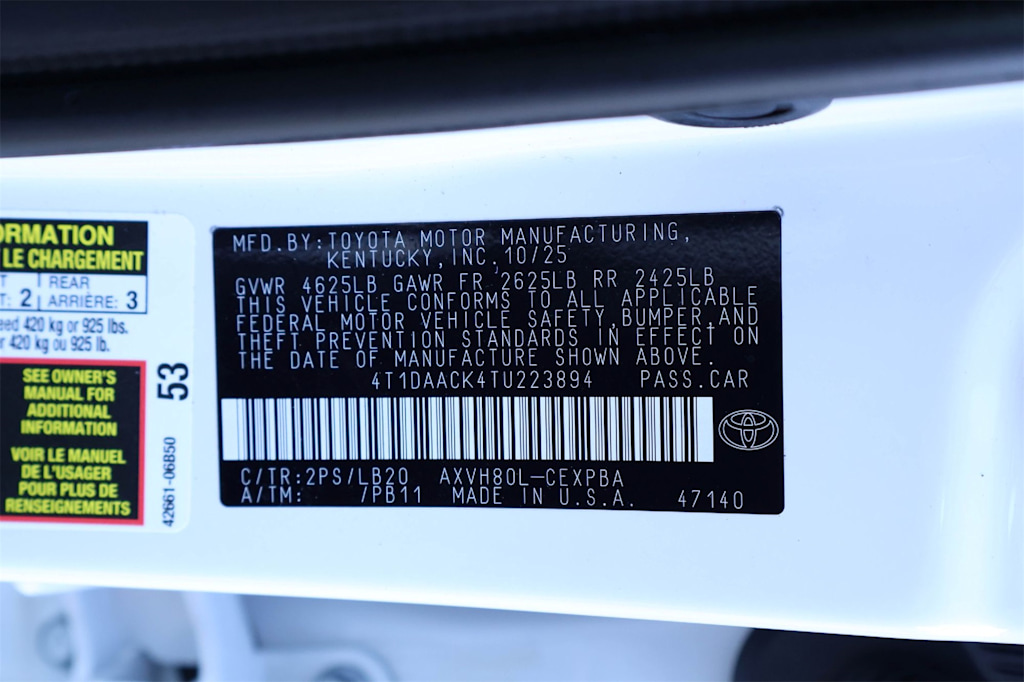 ORMATION
LE CHARGEMENT
REAR
: 2 ARRIÈRE: 3
eed 420 kg or 925 lbs.
420 kg ou 925 lb.
SEE OWNER'S
MANUAL FOR
ADDITIONAL
INFORMATION
VOIR LE MANUEL
DE L'USAGER
POUR PLUS DE
RENSEIGNEMENTS
53
42661-06B50
MFD.BY:TOYOTA MOTOR MANUFACTURING,
KENTUCKY,INC.10/25
GVWR 4625LB GAWR FR 2625LB RR 2425LB
THIS VEHICLE CONFORMS TO ALL APPLICABLE
FEDERAL MOTOR VEHICLE SAFETY,BUMPER,AND
THEFT PREVENTION STANDARDS IN EFFECT ON
THE DATE OF MANUFACTURE SHOWN ABOVE.
4T1DAACK4TU223894 PASS.CAR
C/TR:2PS/LB20 AXVH80L-CEXPBA
A/TM: /PB11 MADE IN U.S.A. 47140